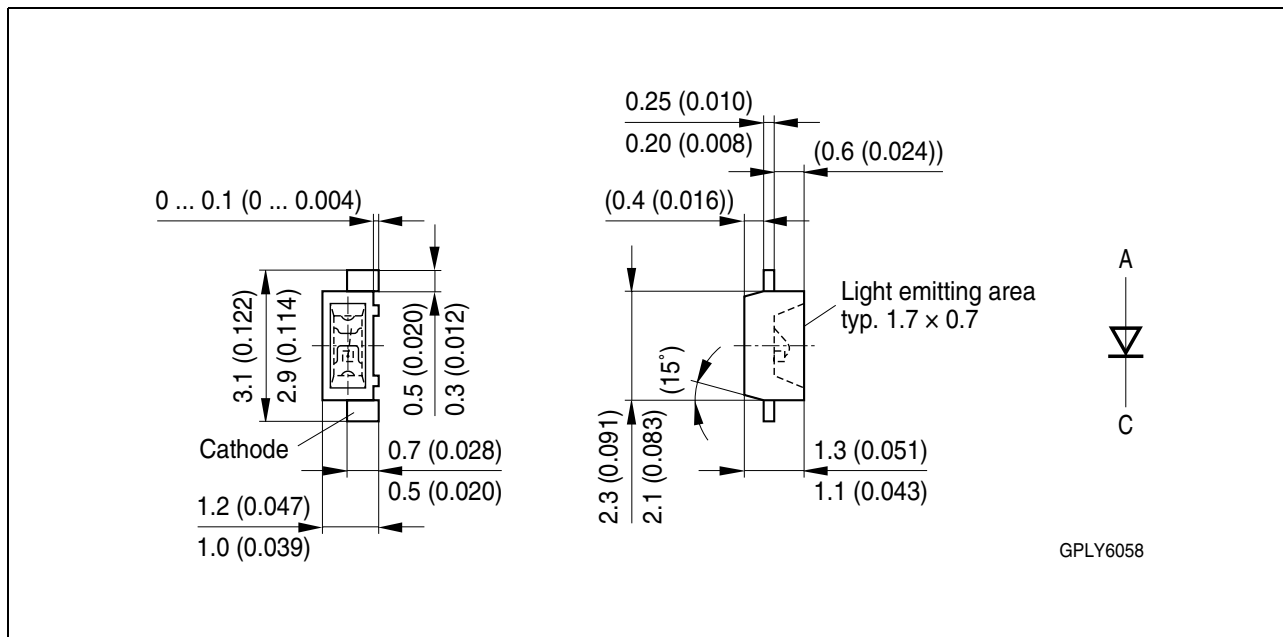 0 ... 0.1 (0 ... 0.004)
3.1 (0.122)
2.9 (0.114)
0.5 (0.020)
0.3 (0.012)
Cathode
0.7 (0.028)
0.5 (0.020)
1.2 (0.047)
1.0 (0.039)
0.25 (0.010)
0.20 (0.008)
(0.6 (0.024))
(0.4 (0.016))
Light emitting area
typ. 1.7 × 0.7
(15°)
2.3 (0.091)
2.1 (0.083)
1.3 (0.051)
1.1 (0.043)
A
C
GPLY6058